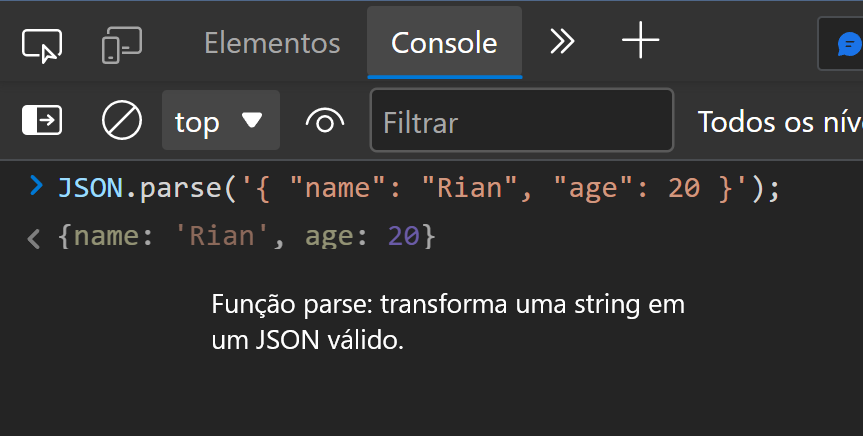 Elementos Console
top Filtrar Todos os nív
JSON.parse('{ "name": "Rian", "age": 20 }');
{name: 'Rian', age: 20}
Função parse: transforma uma string em
um JSON válido.